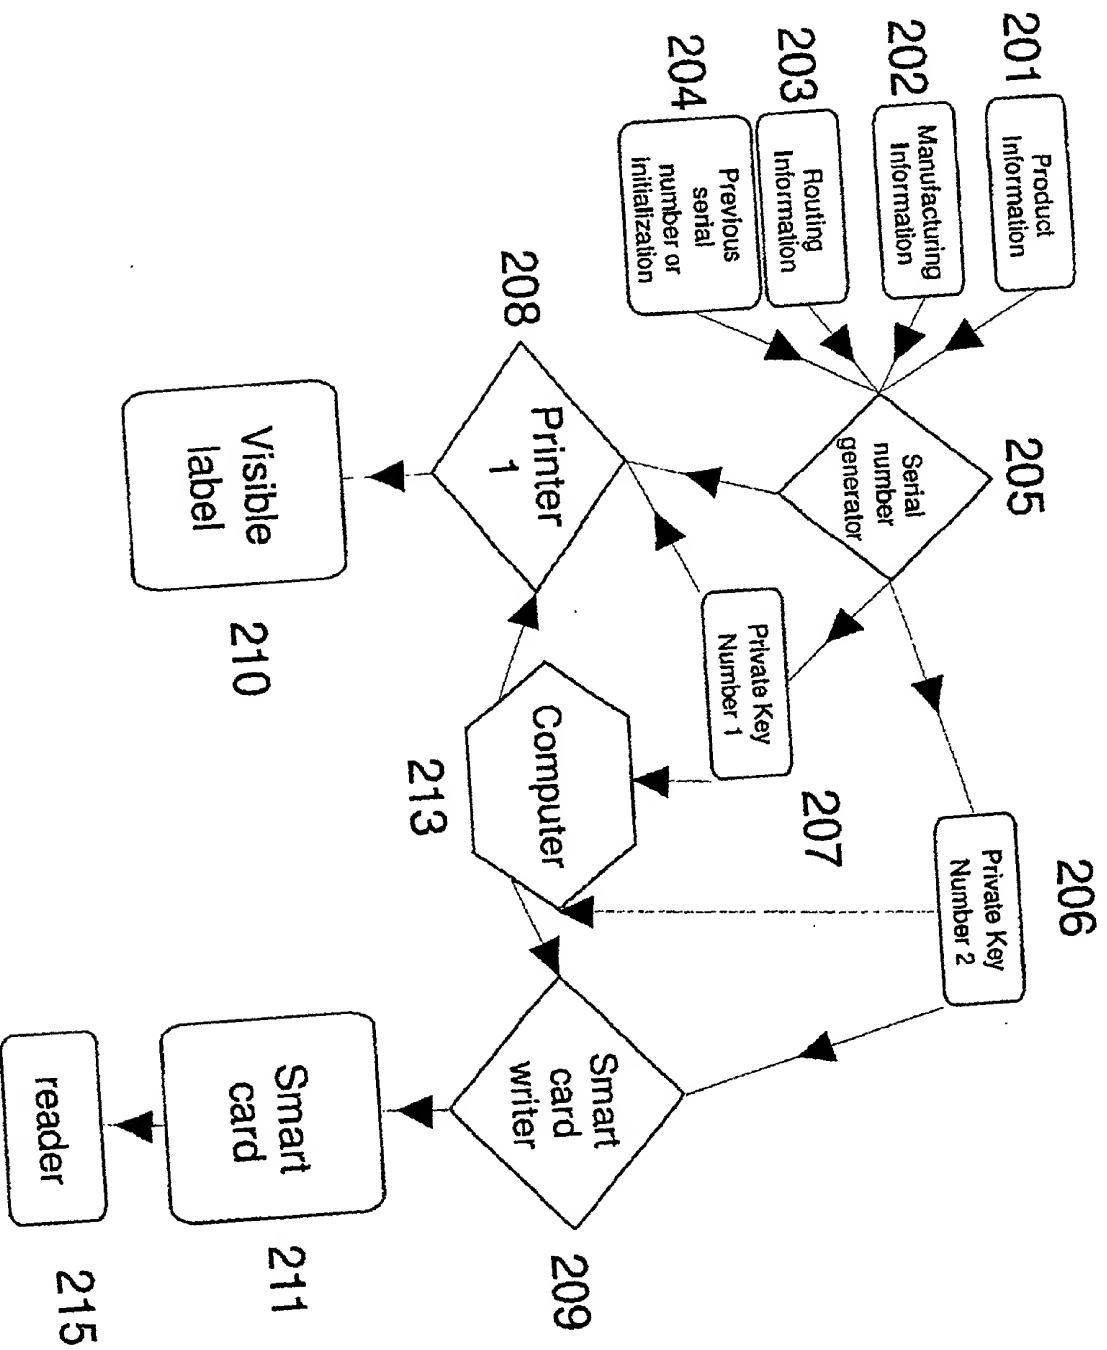 201
Product
Information
202
Manufacturing
Information
203
Routing
Information
204
Previous
serial
number or
initialization
205
Serial
number
generator
206
Private Key
Number 2
207
Private Key
Number 1
208
Printer
1
Computer
213
Smart
card
writer
209
Visible
label
210
Smart
card
211
reader
215